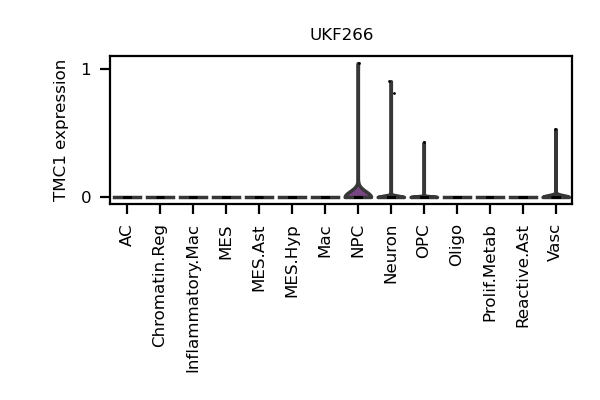 UKF266
TMC1 expression
1
0
AC
Chromatin.Reg
Inflammatory.Mac
MES
MES.Ast
MES.Hyp
Mac
NPC
Neuron
OPC
Oligo
Prolif.Metab
Reactive.Ast
Vasc